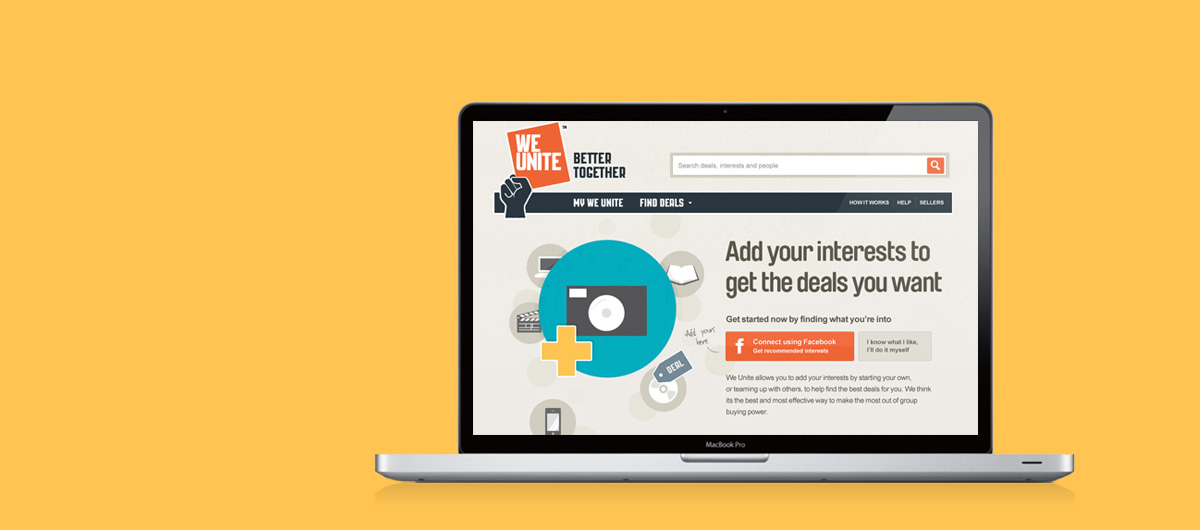 WE
UNITE
TM
BETTER
TOGETHER
Search deals, interests and people
MY WE UNITE
FIND DEALS
HOW IT WORKS
HELP
SELLERS
Add your interests to
get the deals you want
Get started now by finding what you're into
Add yours
here
f
Connect using Facebook
Get recommended interests
I know what I like,
I'll do it myself
DEAL
We Unite allows you to add your interests by starting your own,
or teaming up with others, to help find the best deals for you. We think
its the best and most effective way to make the most out of group
buying power.
MacBook Pro